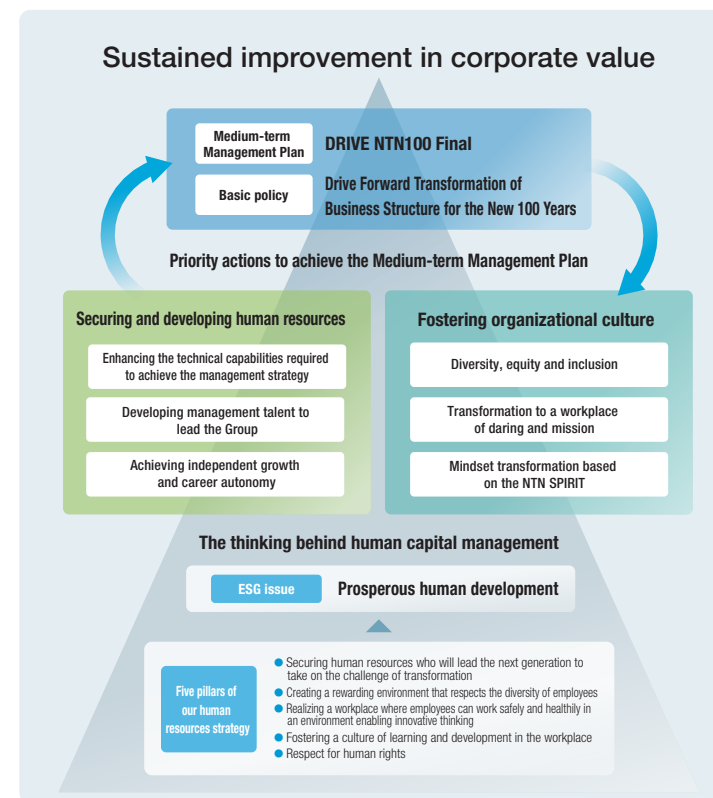 Sustained improvement in corporate value
Medium-term
Management Plan
DRIVE NTN100 Final
Basic policy
Drive Forward Transformation of
Business Structure for the New 100 Years
Priority actions to achieve the Medium-term Management Plan
Securing and developing human resources
Enhancing the technical capabilities required
to achieve the management strategy
Developing management talent to
lead the Group
Achieving independent growth
and career autonomy
Fostering organizational culture
Diversity, equity and inclusion
Transformation to a workplace
of daring and mission
Mindset transformation based
on the NTN SPIRIT
The thinking behind human capital management
ESG issue
Prosperous human development
Five pillars of
our human
resources strategy
● Securing human resources who will lead the next generation to
take on the challenge of transformation
● Creating a rewarding environment that respects the diversity of employees
● Realizing a workplace where employees can work safely and healthily in
an environment enabling innovative thinking
● Fostering a culture of learning and development in the workplace
● Respect for human rights